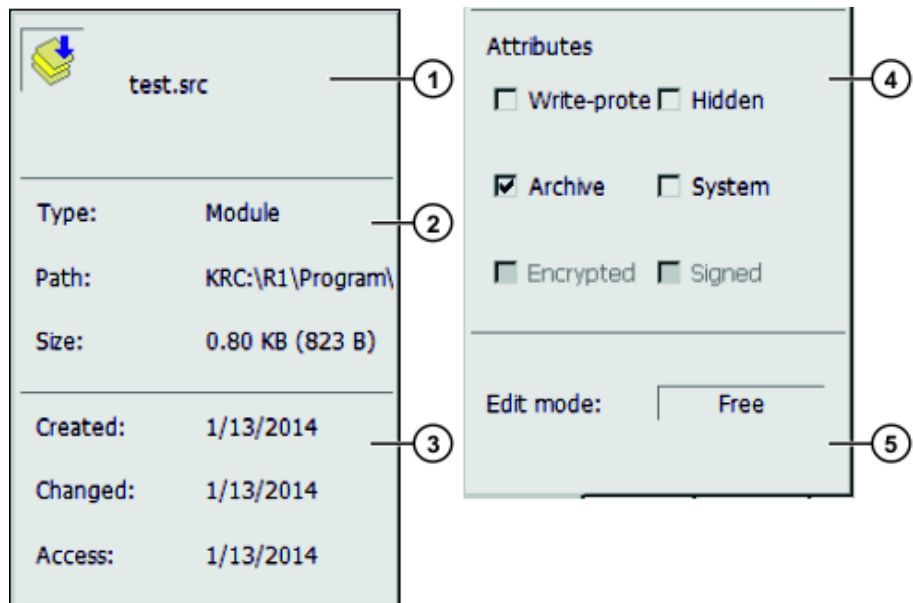 test.src
1
Type: Module
2
Path: KRC:\R1\Program\
Size: 0.80 KB (823 B)
Created: 1/13/2014
3
Changed: 1/13/2014
Access: 1/13/2014
Attributes
4
Write-prote Hidden
Archive System
Encrypted Signed
Edit mode: Free
5